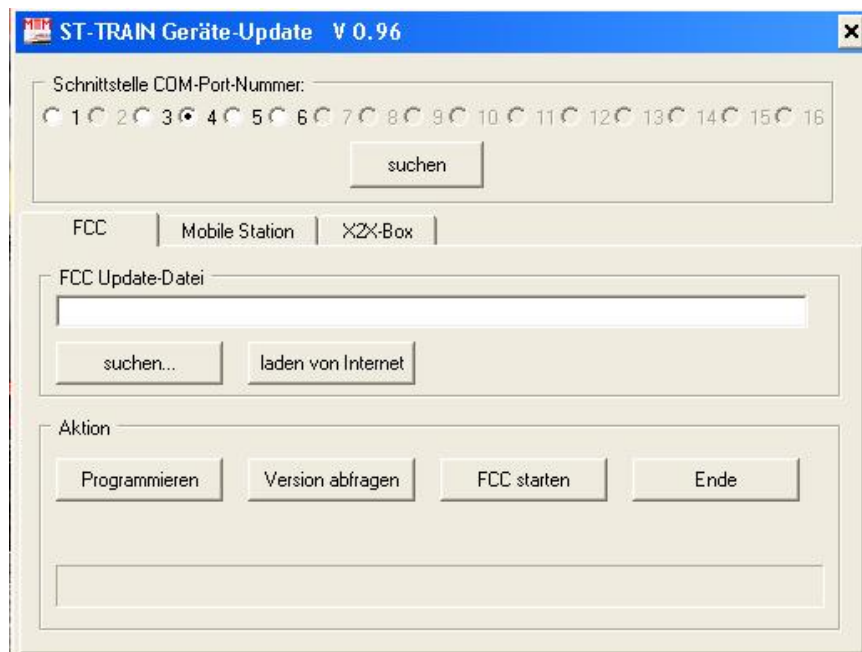 MTTM ST-TRAIN Geräte-Update V 0.96
Schnittstelle COM-Port-Nummer:
1 2 3 4 5 6 7 8 9 10 11 12 13 14 15 16
suchen
FCC Mobile Station X2X-Box
FCC Update-Datei
suchen... laden von Internet
Aktion
Programmieren Version abfragen FCC starten Ende